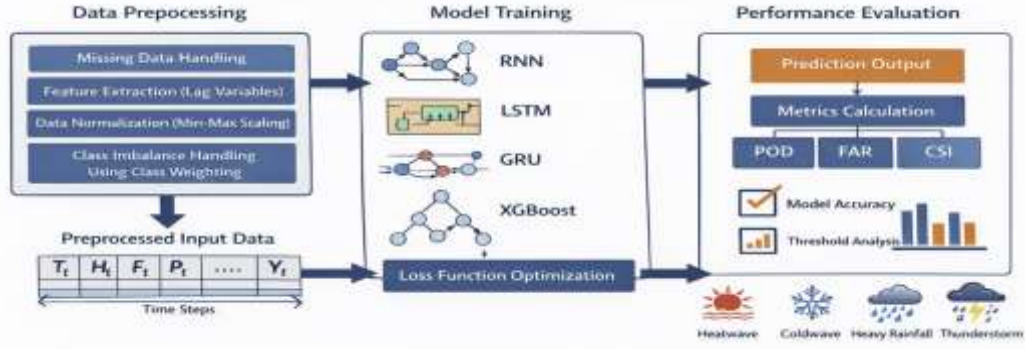 Data Prepocessing
Missing Data Handling
Feature Extraction (Lag Variables)
Data Normalization (Min-Max Scaling)
Class Imbalance Handling
Using Class Weighting
Preprocessed Input Data
Tₜ Hₜ Fₜ Pₜ .... Yₜ
Time Steps
Model Training
RNN
LSTM
GRU
XGBoost
+
Loss Function Optimization
Performance Evaluation
Prediction Output
Metrics Calculation
POD FAR CSI
Model Accuracy
Threshold Analysis
Heatwave Coldwave Heavy Rainfall Thunderstorm